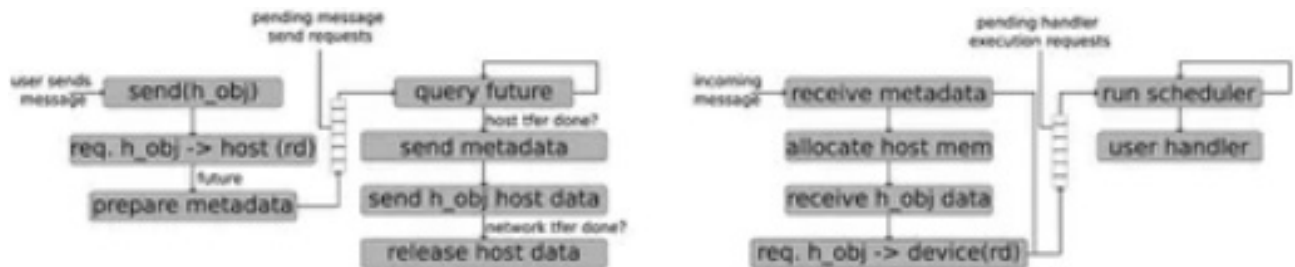 pending message
send requests
user sends
message
send(h_obj)
req. h_obj -> host (rd)
future
prepare metadata
query future
host tfer done?
send metadata
send h_obj host data
network tfer done?
release host data
pending handler
execution requests
incoming
message
receive metadata
allocate host mem
receive h_obj data
req. h_obj -> device(rd)
run scheduler
user handler